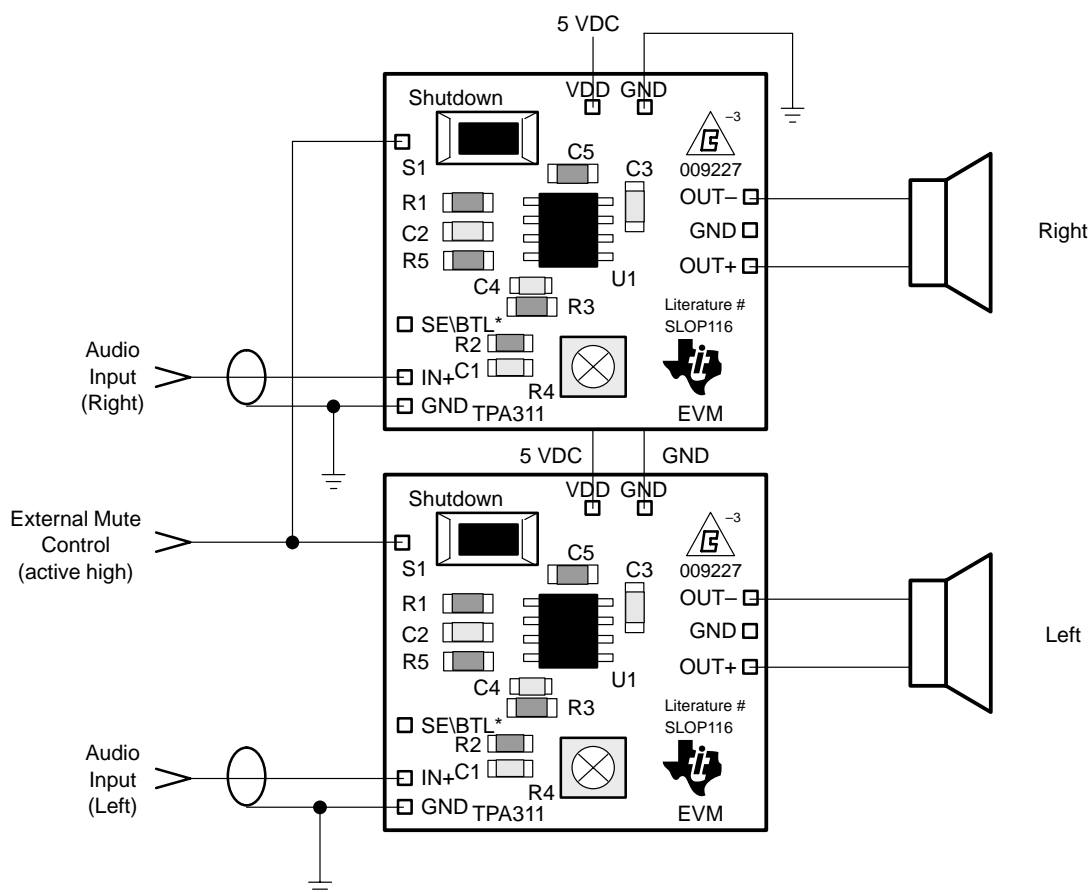 5 VDC
VDD
GND
Shutdown
S1
C5
C3
–3
009227
R1
C2
R5
OUT–
GND
OUT+
Right
C4
R3
U1
Literature #
SLOP116
SE\BTL*
R2
C1
R4
Audio
Input
(Right)
IN+
GND
TPA311
EVM
5 VDC
GND
VDD
GND
Shutdown
External Mute
Control
(active high)
S1
C5
C3
–3
009227
R1
C2
R5
OUT–
GND
OUT+
Left
C4
R3
U1
Literature #
SLOP116
SE\BTL*
R2
C1
R4
Audio
Input
(Left)
IN+
GND
TPA311
EVM